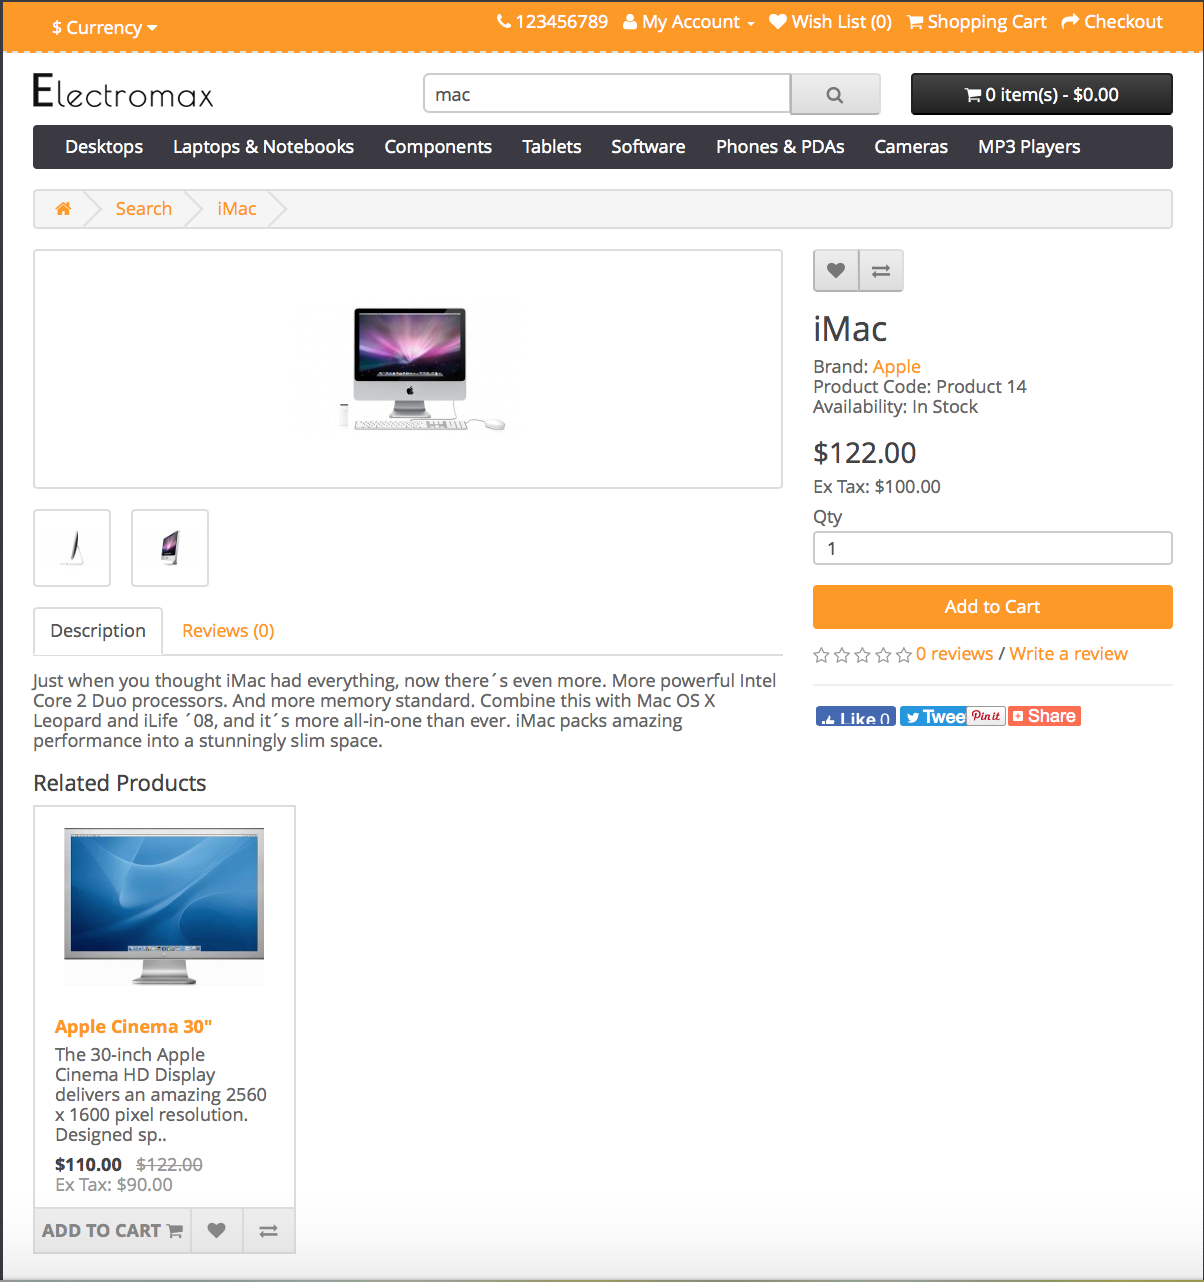 $ Currency
123456789 My Account Wish List (0) Shopping Cart Checkout
Electromax
mac
0 item(s) - $0.00
Desktops Laptops & Notebooks Components Tablets Software Phones & PDAs Cameras MP3 Players
Search iMac
iMac
Brand: Apple
Product Code: Product 14
Availability: In Stock
$122.00
Ex Tax: $100.00
Qty
1
Add to Cart
0 reviews / Write a review
Like 0 Twee Pin it Share
Description Reviews (0)
Just when you thought iMac had everything, now there´s even more. More powerful Intel
Core 2 Duo processors. And more memory standard. Combine this with Mac OS X
Leopard and iLife ´08, and it´s more all-in-one than ever. iMac packs amazing
performance into a stunningly slim space.
Related Products
Apple Cinema 30"
The 30-inch Apple
Cinema HD Display
delivers an amazing 2560
x 1600 pixel resolution.
Designed sp..
$110.00 $122.00
Ex Tax: $90.00
ADD TO CART